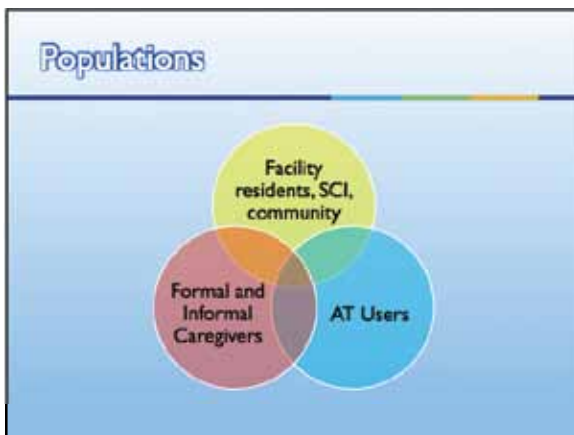 Populations
Facility
residents, SCI,
community
Formal and
Informal
Caregivers
AT Users